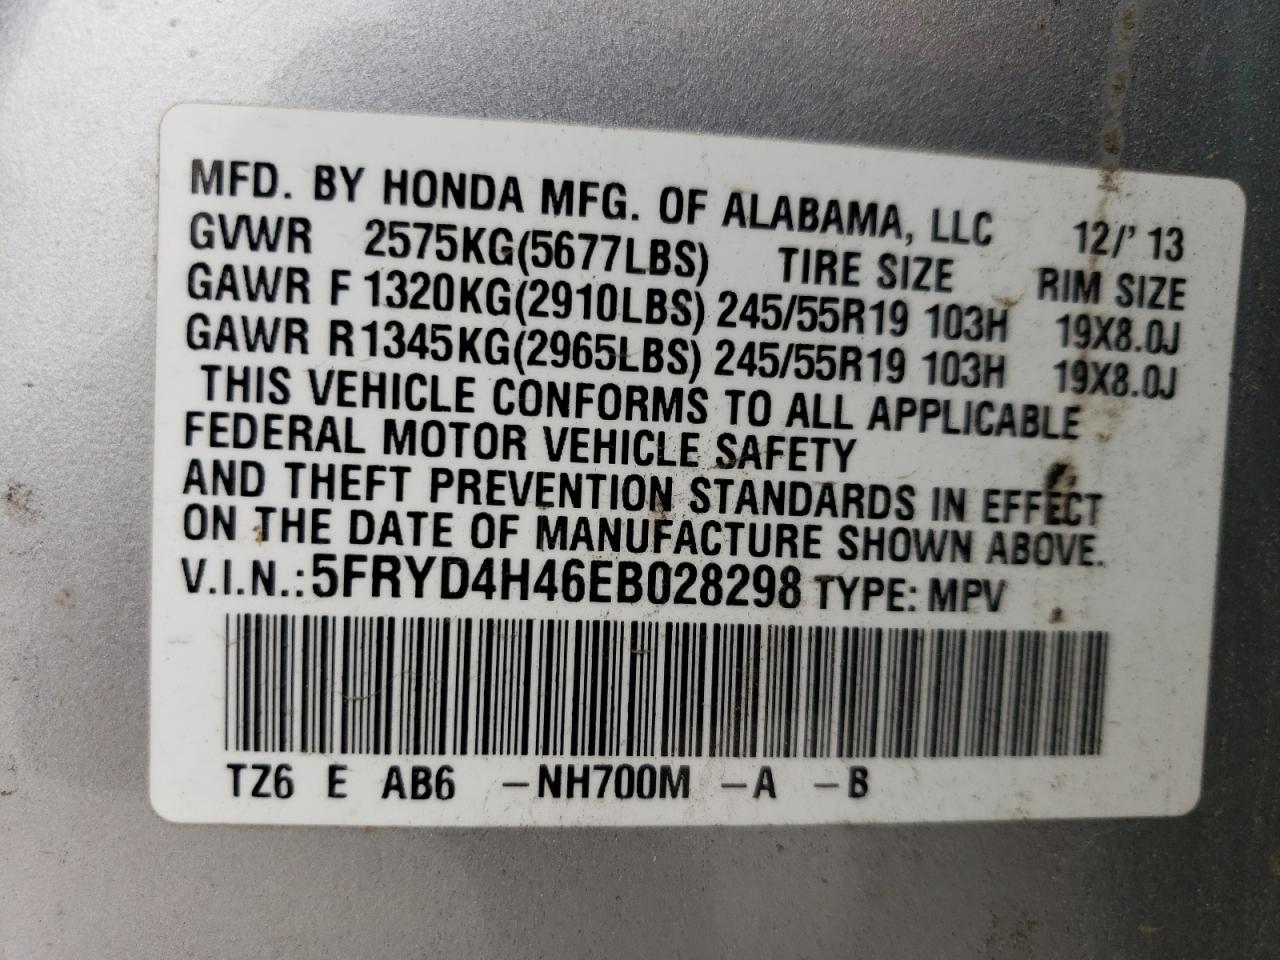 MFD. BY HONDA MFG. OF ALABAMA, LLC 12/' 13
GVWR 2575KG(5677LBS) TIRE SIZE RIM SIZE
GAWR F 1320KG(2910LBS) 245/55R19 103H 19X8.0J
GAWR R 1345KG(2965LBS) 245/55R19 103H 19X8.0J
THIS VEHICLE CONFORMS TO ALL APPLICABLE
FEDERAL MOTOR VEHICLE SAFETY
AND THEFT PREVENTION STANDARDS IN EFFECT
ON THE DATE OF MANUFACTURE SHOWN ABOVE.
V.I.N.: 5FRYD4H46EB028298 TYPE: MPV
TZ6 E AB6 -NH700M -A -B